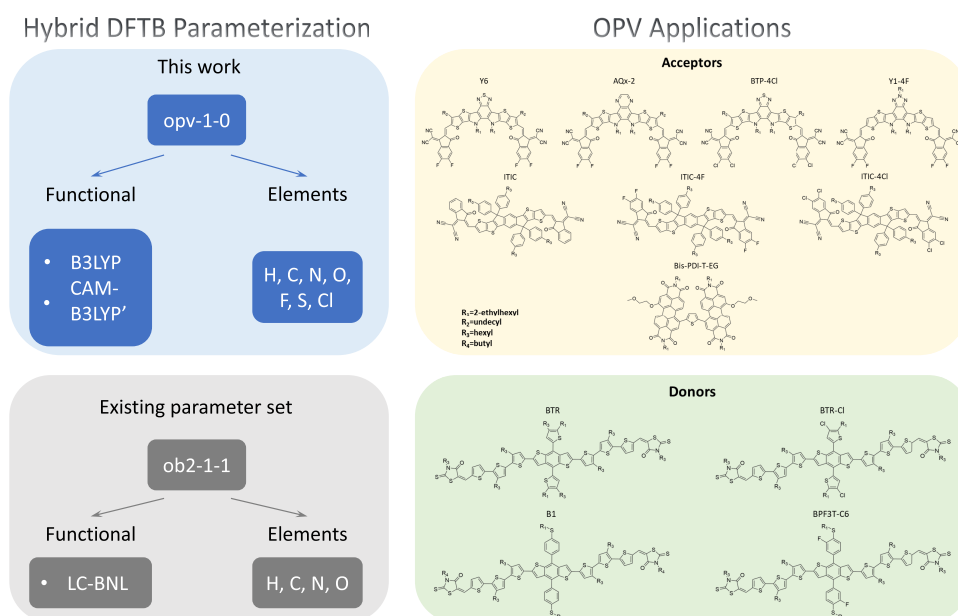 Hybrid DFTB Parameterization
This work
opv-1-0
Functional
Elements
• B3LYP
CAM-
• B3LYP’
H, C, N, O,
F, S, Cl
Existing parameter set
ob2-1-1
Functional
Elements
• LC-BNL
H, C, N, O
OPV Applications
Acceptors
Y6
AQx-2
BTP-4Cl
Y1-4F
ITIC
ITIC-4F
ITIC-4Cl
Bis-PDI-T-EG
R₁=2-ethylhexyl
R₂=undecyl
R₃=hexyl
R₄=butyl
Donors
BTR
BTR-Cl
B1
BPF3T-C6